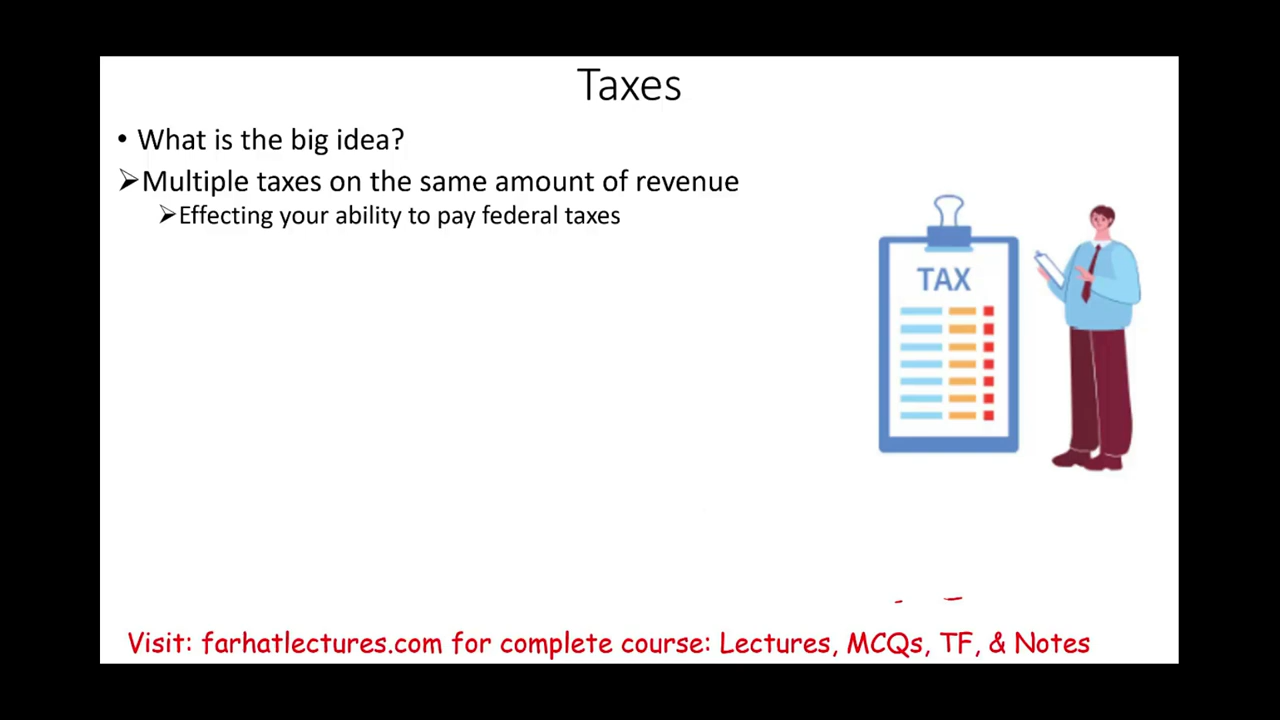 Taxes
• What is the big idea?
➢Multiple taxes on the same amount of revenue
➢Effecting your ability to pay federal taxes
TAX
Visit: farhatlectures.com for complete course: Lectures, MCQs, TF, & Notes